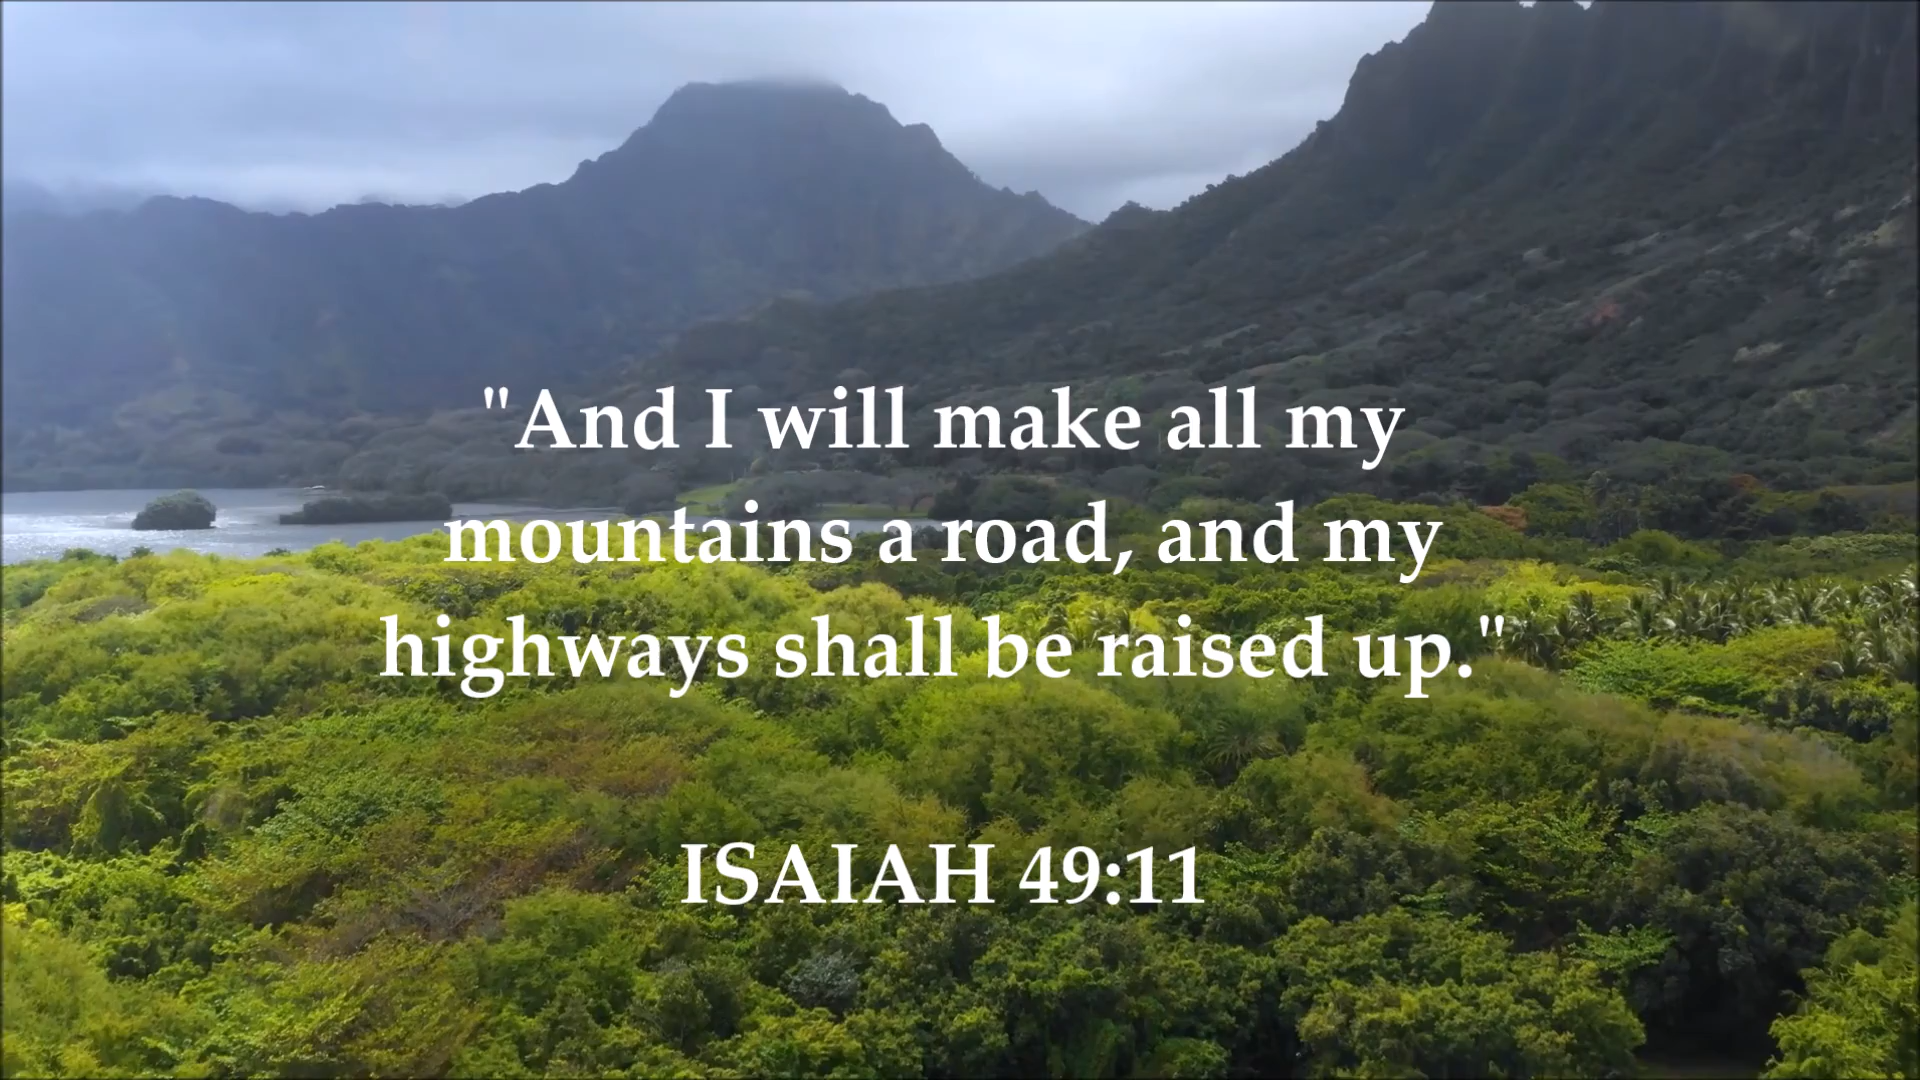 "And I will make all my
mountains a road, and my
highways shall be raised up."
ISAIAH 49:11